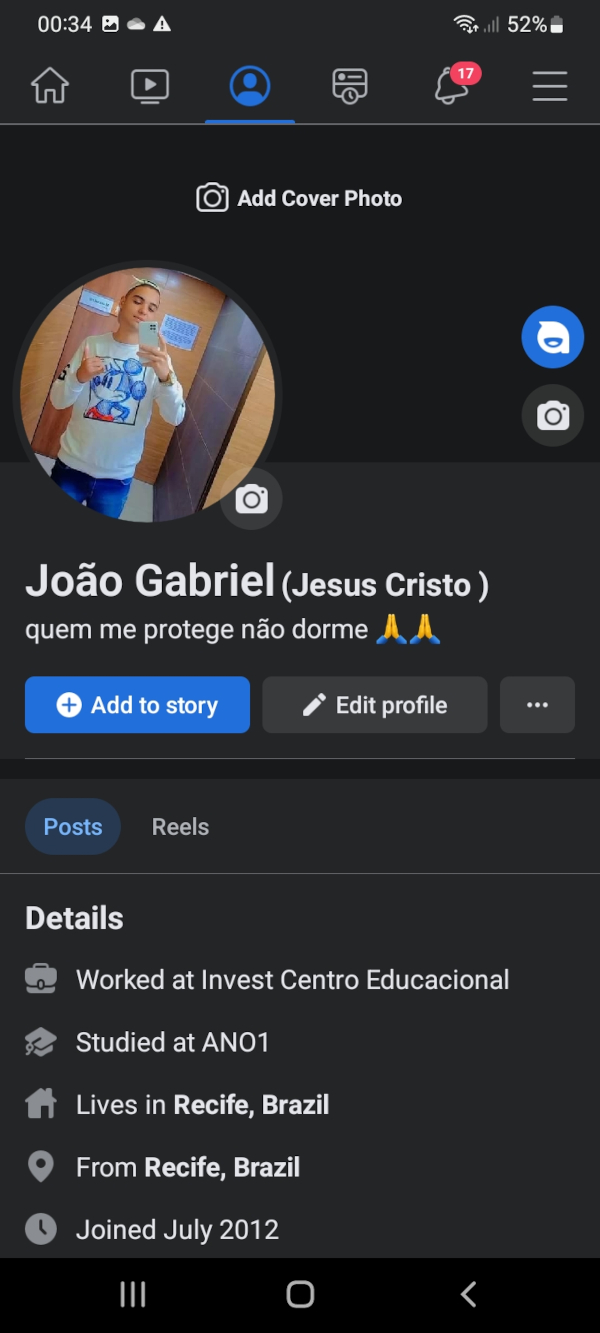 00:34 52%
17
Add Cover Photo
João Gabriel (Jesus Cristo )
quem me protege não dorme 🙏🙏
Add to story Edit profile ...
Posts Reels
Details
Worked at Invest Centro Educacional
Studied at ANO1
Lives in Recife, Brazil
From Recife, Brazil
Joined July 2012